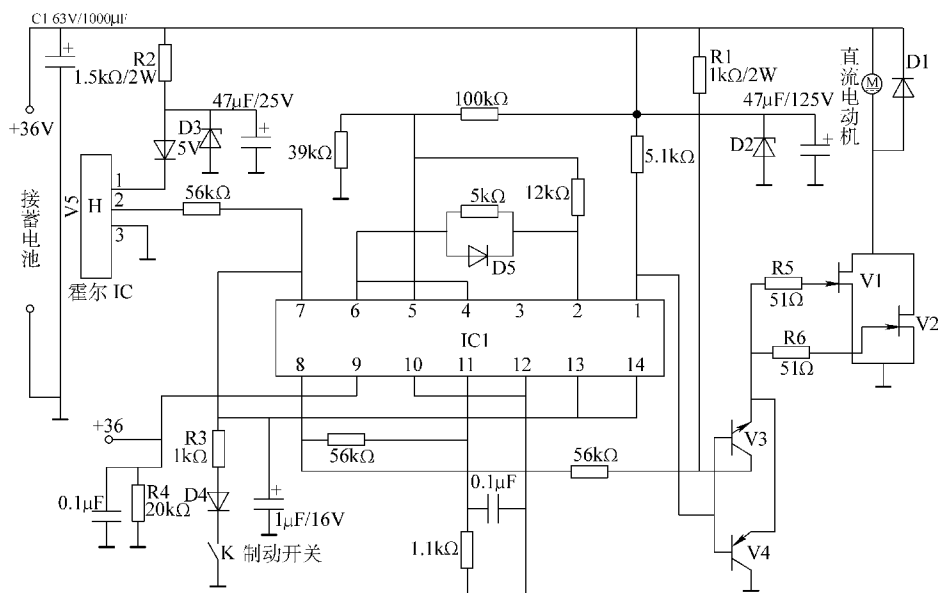 C1 63V/1000μF
R2
1.5kΩ/2W
47μF/25V
D3
5V
100kΩ
R1
1kΩ/2W
47μF/125V
直流电动机
M
D1
+36V
39kΩ
5.1kΩ
D2
接蓄电池
V5
H
1
2
3
56kΩ
5kΩ
12kΩ
D5
霍尔 IC
7
6
5
4
3
2
1
IC1
8
9
10
11
12
13
14
R5
51Ω
V1
R6
51Ω
V2
+36
R3
1kΩ
56kΩ
56kΩ
V3
0.1μF
R4
20kΩ
D4
1μF/16V
0.1μF
K 制动开关
1.1kΩ
V4